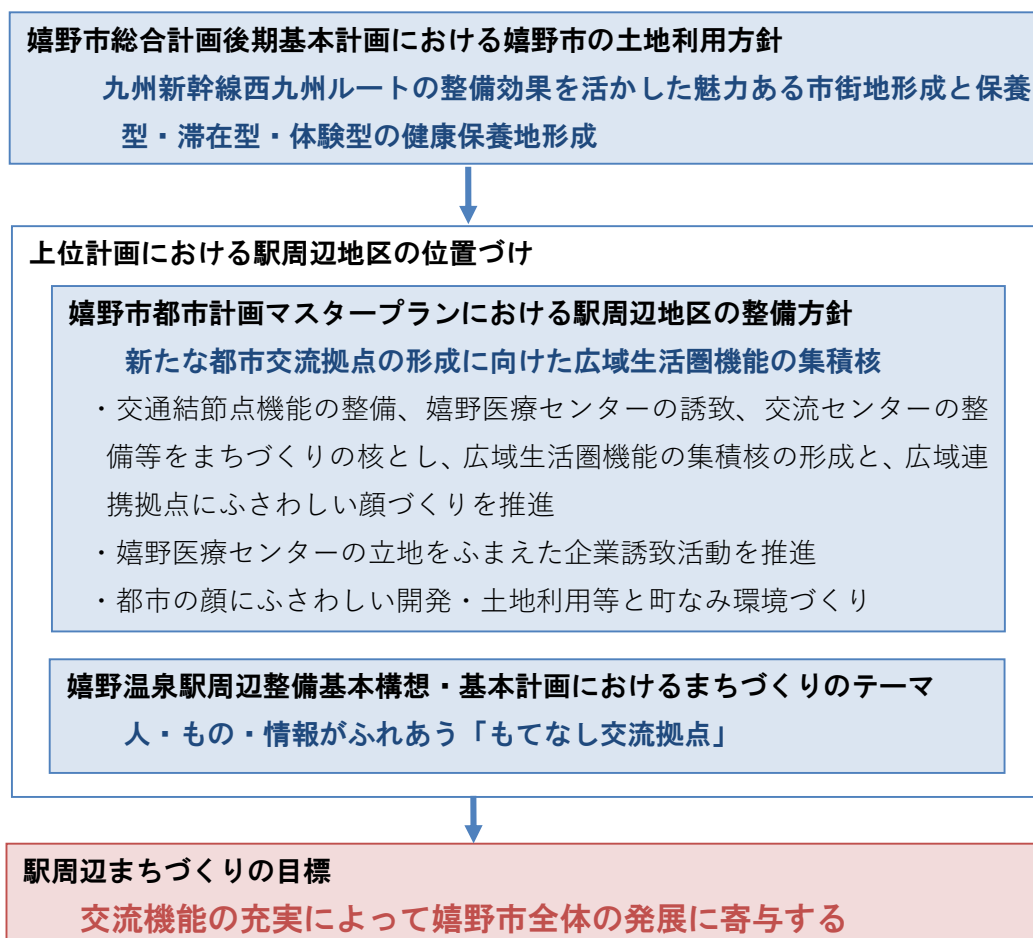 嬉野市総合計画後期基本計画における嬉野市の土地利用方針
九州新幹線西九州ルートの整備効果を活かした魅力ある市街地形成と保養
型・滞在型・体験型の健康保養地形成
上位計画における駅周辺地区の位置づけ
嬉野市都市計画マスタープランにおける駅周辺地区の整備方針
新たな都市交流拠点の形成に向けた広域生活圏機能の集積核
・交通結節点機能の整備、嬉野医療センターの誘致、交流センターの整
備等をまちづくりの核とし、広域生活圏機能の集積核の形成と、広域連
携拠点にふさわしい顔づくりを推進
・嬉野医療センターの立地をふまえた企業誘致活動を推進
・都市の顔にふさわしい開発・土地利用等と町なみ環境づくり
嬉野温泉駅周辺整備基本構想・基本計画におけるまちづくりのテーマ
人・もの・情報がふれあう「もてなし交流拠点」
駅周辺まちづくりの目標
交流機能の充実によって嬉野市全体の発展に寄与する